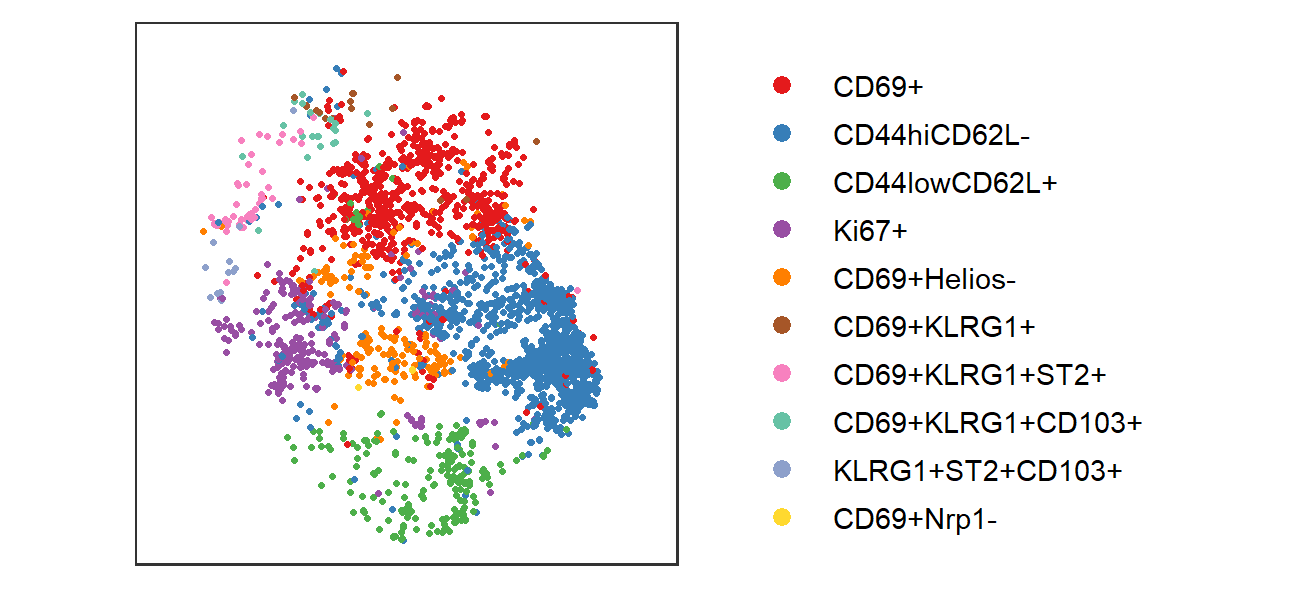 CD69+
CD44hiCD62L-
CD44lowCD62L+
Ki67+
CD69+Helios-
CD69+KLRG1+
CD69+KLRG1+ST2+
CD69+KLRG1+CD103+
KLRG1+ST2+CD103+
CD69+Nrp1-